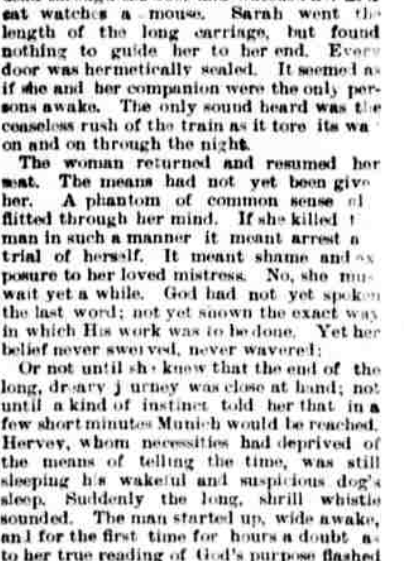 cat watches a mouse. Sarah went the
length of the long carriage, but found
nothing to guide her to her end. Every
door was hermetically sealed. It seemed as
if she and her companion were the only per-
sons awake. The only sound heard was the
ceaseless rush of the train as it tore its wa
on and on through the night.
The woman returned and resumed her
seat. The means had not yet been give
her. A phantom of common sense
flitted through her mind. If she killed t
man in such a manner it meant arrest a
trial of herself. It meant shame and ex
posure to her loved mistress. No, she mus
wait yet a while. God had not yet spoken
the last word; not yet shown the exact way
in which His work was to be done. Yet her
belief never swerved, never wavered;
Or not until she knew that the end of the
long, dreary j urney was close at hand; not
until a kind of instinct told her that in a
few short minutes Munich would be reached.
Hervey, whom necessities had deprived of
the means of telling the time, was still
sleeping his wakeful and suspicious dog's
sleep. Suddenly the long, shrill whistle
sounded. The man started up, wide awake,
and for the first time for hours a doubt as
to her true reading of God's purpose flashed